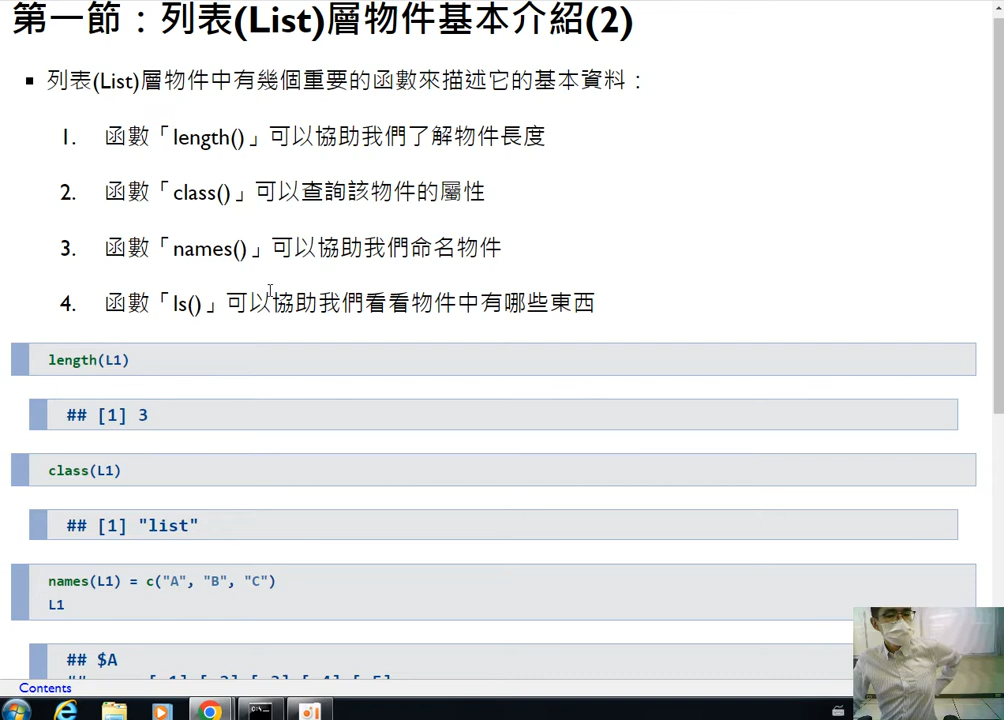 第一節：列表(List)層物件基本介紹(2)
列表(List)層物件中有幾個重要的函數來描述它的基本資料：
1. 函數「length()」可以協助我們了解物件長度
2. 函數「class()」可以查詢該物件的屬性
3. 函數「names()」可以協助我們命名物件
4. 函數「ls()」可以協助我們看看物件中有哪些東西
length(L1)
## [1] 3
class(L1)
## [1] "list"
names(L1) = c("A", "B", "C")
L1
## $A
Contents